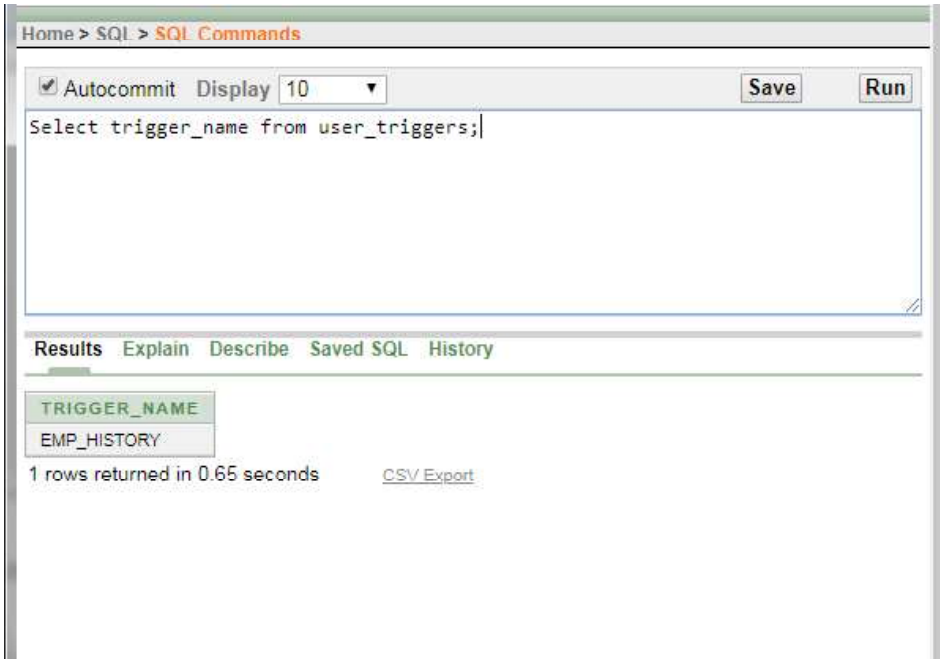 Home > SQL > SQL Commands
Autocommit Display 10 Save Run
Select trigger_name from user_triggers;
Results Explain Describe Saved SQL History
TRIGGER_NAME
EMP_HISTORY
1 rows returned in 0.65 seconds CSV Export